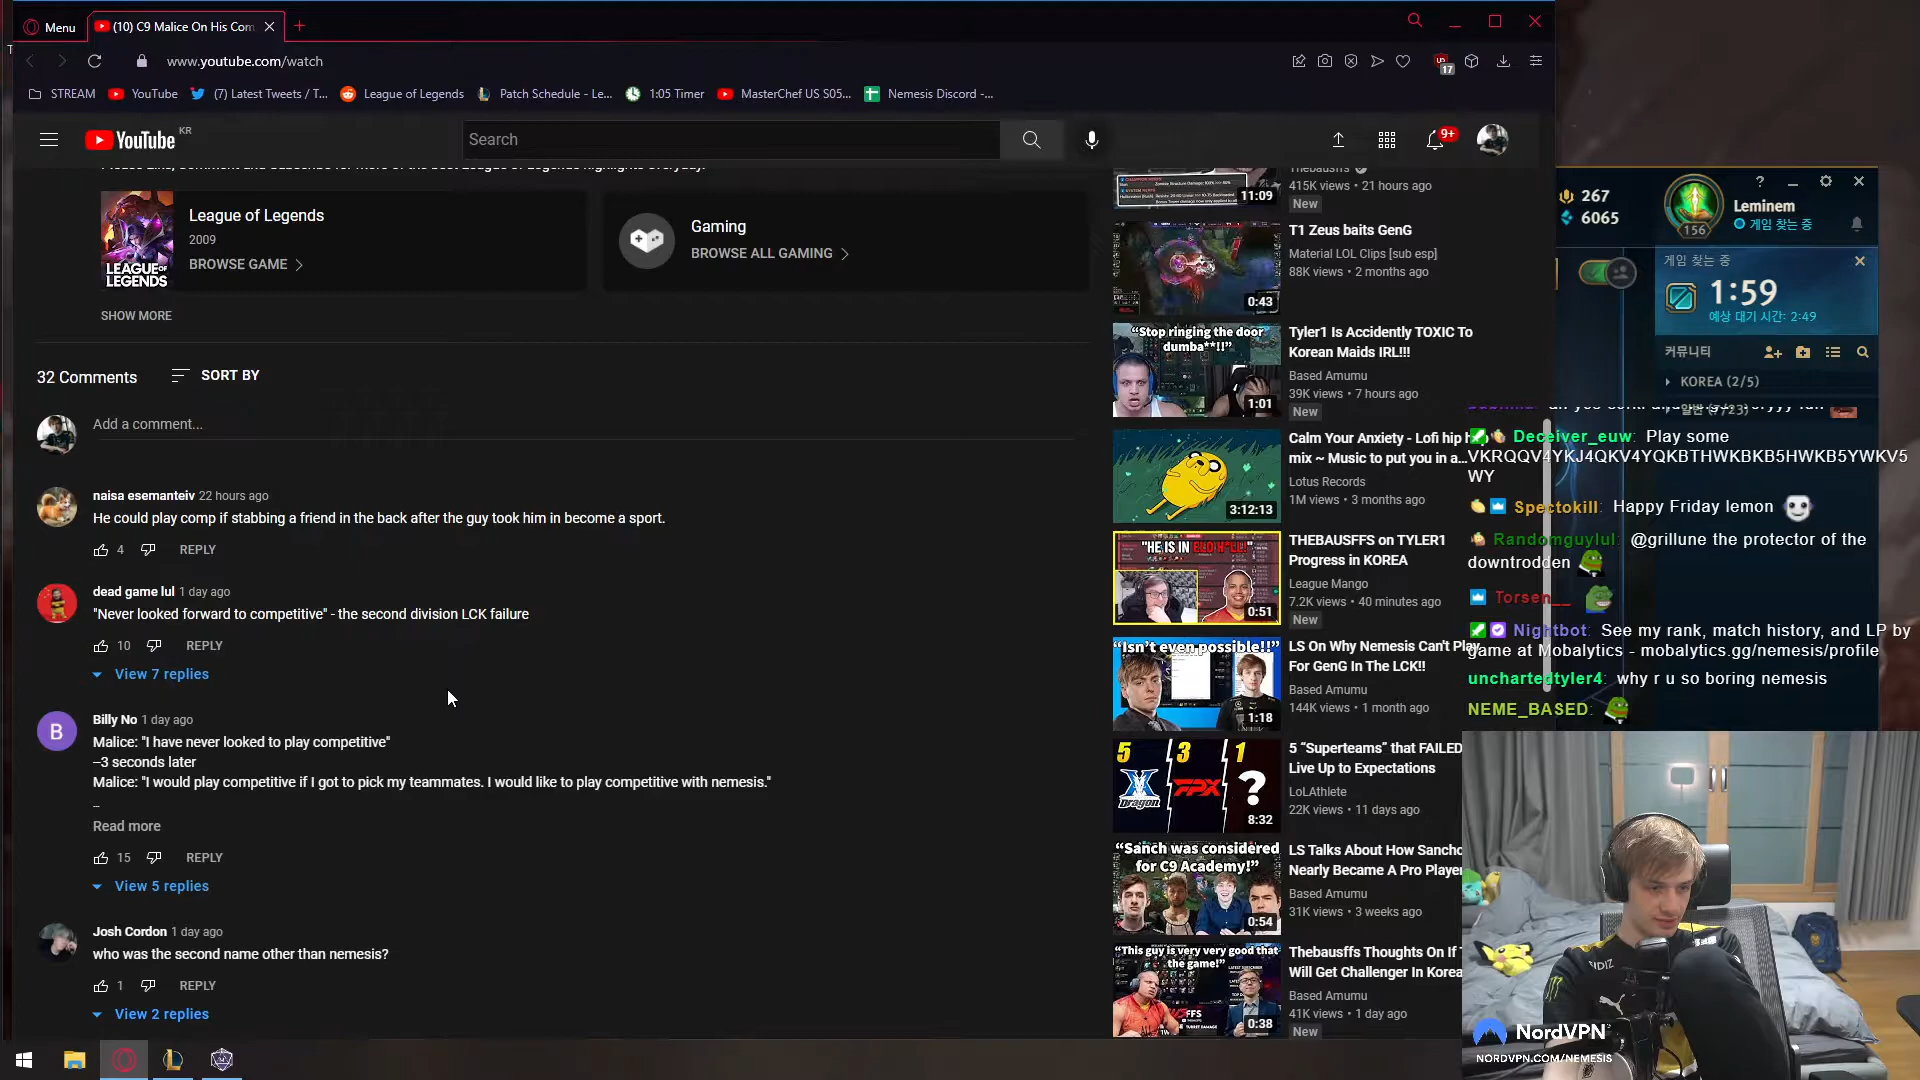 Menu
(10) C9 Malice On His Com
www.youtube.com/watch
17
STREAM
YouTube
(7) Latest Tweets / T...
League of Legends
Patch Schedule - Le...
1:05 Timer
MasterChef US S05...
Nemesis Discord -...
YouTube KR
Search
9+
League of Legends
2009
BROWSE GAME
LEAGUE OF LEGENDS
Gaming
BROWSE ALL GAMING
SHOW MORE
32 Comments
SORT BY
Add a comment...
naisa esemanteiv 22 hours ago
He could play comp if stabbing a friend in the back after the guy took him in become a sport.
4
REPLY
dead game lul 1 day ago
"Never looked forward to competitive" - the second division LCK failure
10
REPLY
View 7 replies
B
Billy No 1 day ago
Malice: "I have never looked to play competitive"
--3 seconds later
Malice: "I would play competitive if I got to pick my teammates. I would like to play competitive with nemesis."
--
Read more
15
REPLY
View 5 replies
Josh Cordon 1 day ago
who was the second name other than nemesis?
1
REPLY
View 2 replies
11:09
Thebausffs
415K views • 21 hours ago
New
0:43
T1 Zeus baits GenG
Material LOL Clips [sub esp]
88K views • 2 months ago
"Stop ringing the door
dumba**!!"
1:01
Tyler1 Is Accidently TOXIC To
Korean Maids IRL!!!
Based Amumu
39K views • 7 hours ago
New
3:12:13
Calm Your Anxiety - Lofi hip hop
mix ~ Music to put you in a...
Lotus Records
1M views • 3 months ago
"HE IS IN ELO H*LL!"
0:51
THEBAUSFFS on TYLER1
Progress in KOREA
League Mango
7.2K views • 40 minutes ago
New
"Isn't even possible!!"
1:18
LS On Why Nemesis Can't Play
For GenG In The LCK!!
Based Amumu
144K views • 1 month ago
5 3 1
Dragon
FPX
?
8:32
5 “Superteams” that FAILED
Live Up to Expectations
LoLAthlete
22K views • 11 days ago
"Sanch was considered
for C9 Academy!"
0:54
LS Talks About How Sancho
Nearly Became A Pro Player
Based Amumu
31K views • 3 weeks ago
"This guy is very very good that
the game!"
0:38
Thebausffs Thoughts On If T
Will Get Challenger In Korea
Based Amumu
41K views • 1 day ago
New
267
6065
156
Leminem
게임 찾는 중
게임 찾는 중
1:59
예상 대기 시간: 2:49
커뮤니티
KOREA (2/5)
일반 (7/23)
Deceiver_euw: Play some
VKRQQV4YKJ4QKV4YQKBTHWKBKB5HWKB5YWKV5
WY
Spectokill: Happy Friday lemon
Randomguylul: @grillune the protector of the
downtrodden
Torsen__
Nightbot: See my rank, match history, and LP by
game at Mobalytics - mobalytics.gg/nemesis/profile
unchartedtyler4: why r u so boring nemesis
NEME_BASED:
NordVPN
NORDVPN.COM/NEMESIS